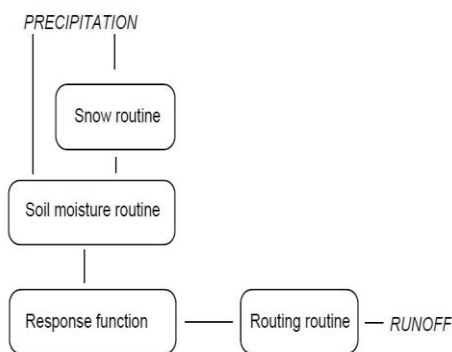 PRECIPITATION
Snow routine
Soil moisture routine
Response function
Routing routine
RUNOFF